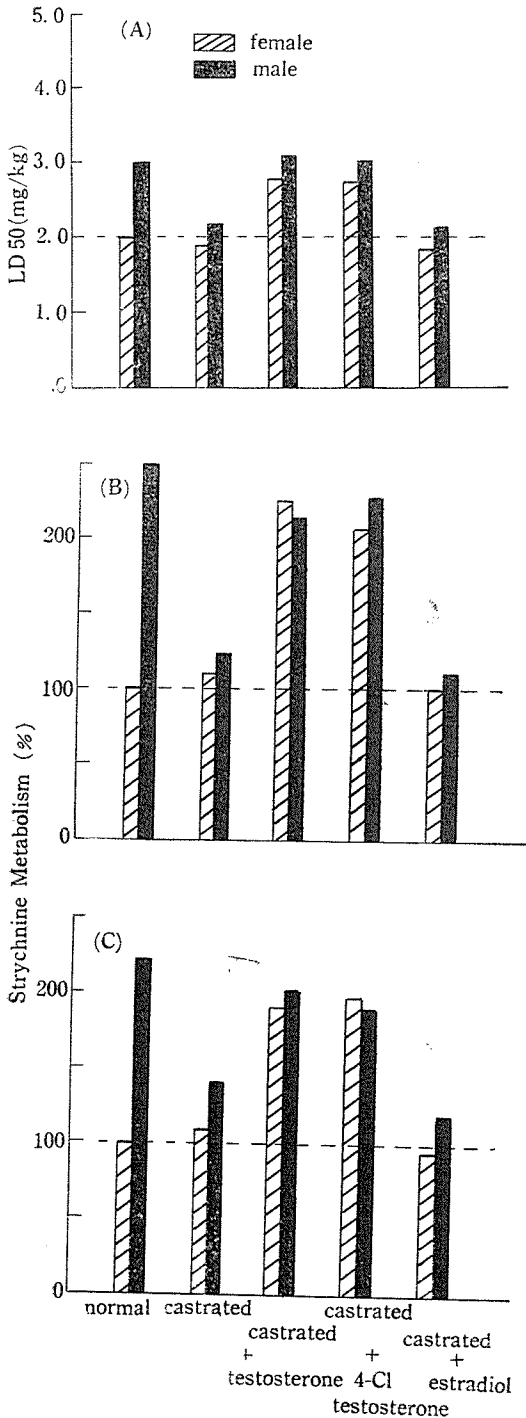 5.0
(A)
female
male
4.0
3.0
2.0
1.0
.0
LD 50 (mg/kg)
(B)
200
100
0
Strychnine Metabolism (%)
(C)
200
100
0
normal
castrated
castrated
+
testosterone
castrated
+
4-Cl
testosterone
castrated
+
estradiol